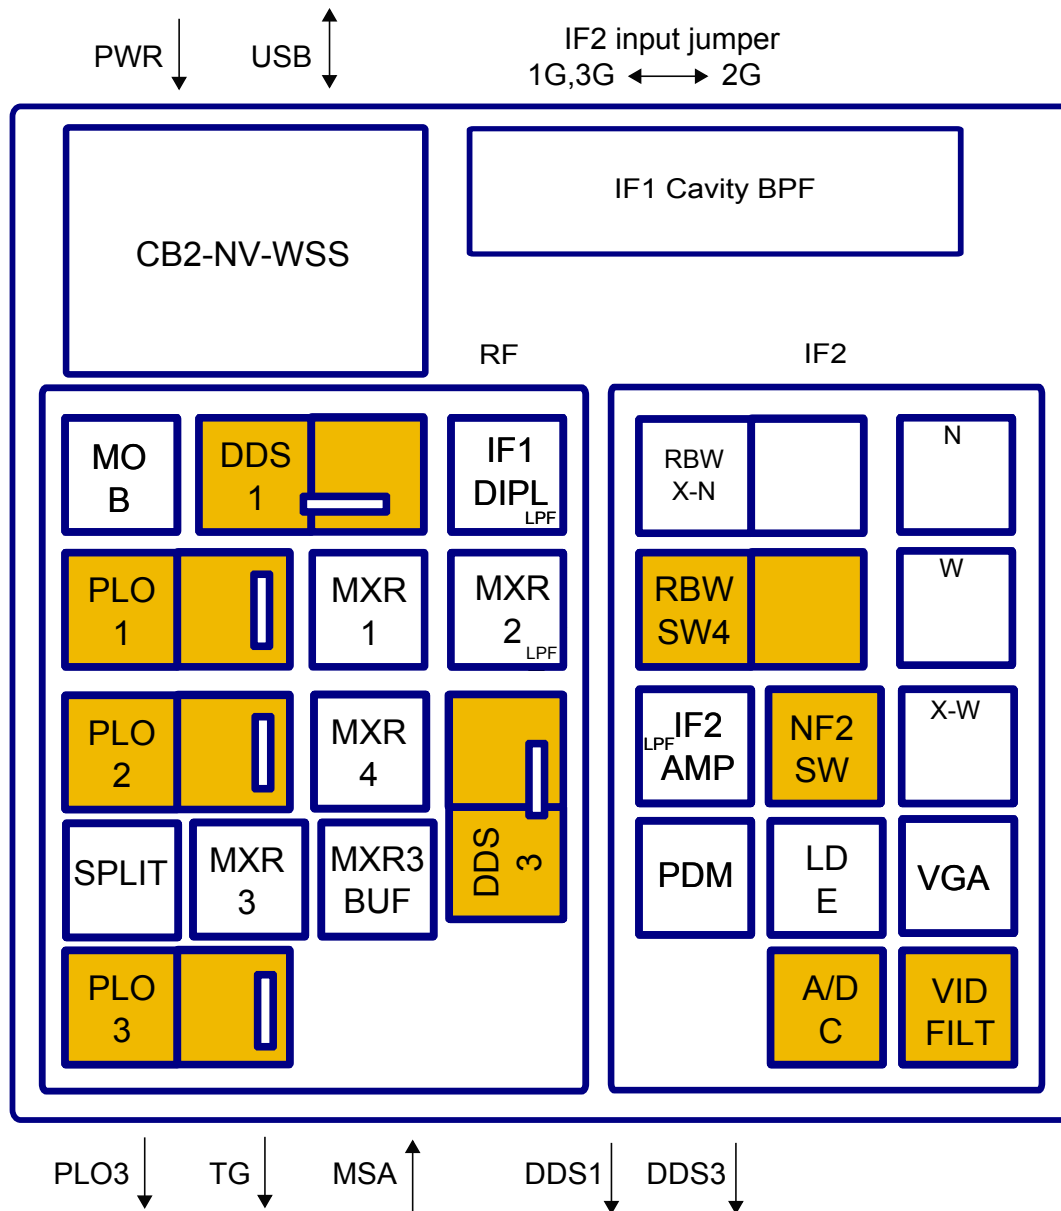 PWR
USB
IF2 input jumper
1G,3G
2G
CB2-NV-WSS
IF1 Cavity BPF
RF
IF2
MO
B
DDS
1
IF1
DIPL
LPF
RBW
X-N
N
PLO
1
MXR
1
MXR
2
LPF
RBW
SW4
W
PLO
2
MXR
4
DDS
3
LPF
IF2
AMP
NF2
SW
X-W
SPLIT
MXR
3
MXR3
BUF
PDM
LD
E
VGA
PLO
3
A/D
C
VID
FILT
PLO3
TG
MSA
DDS1
DDS3